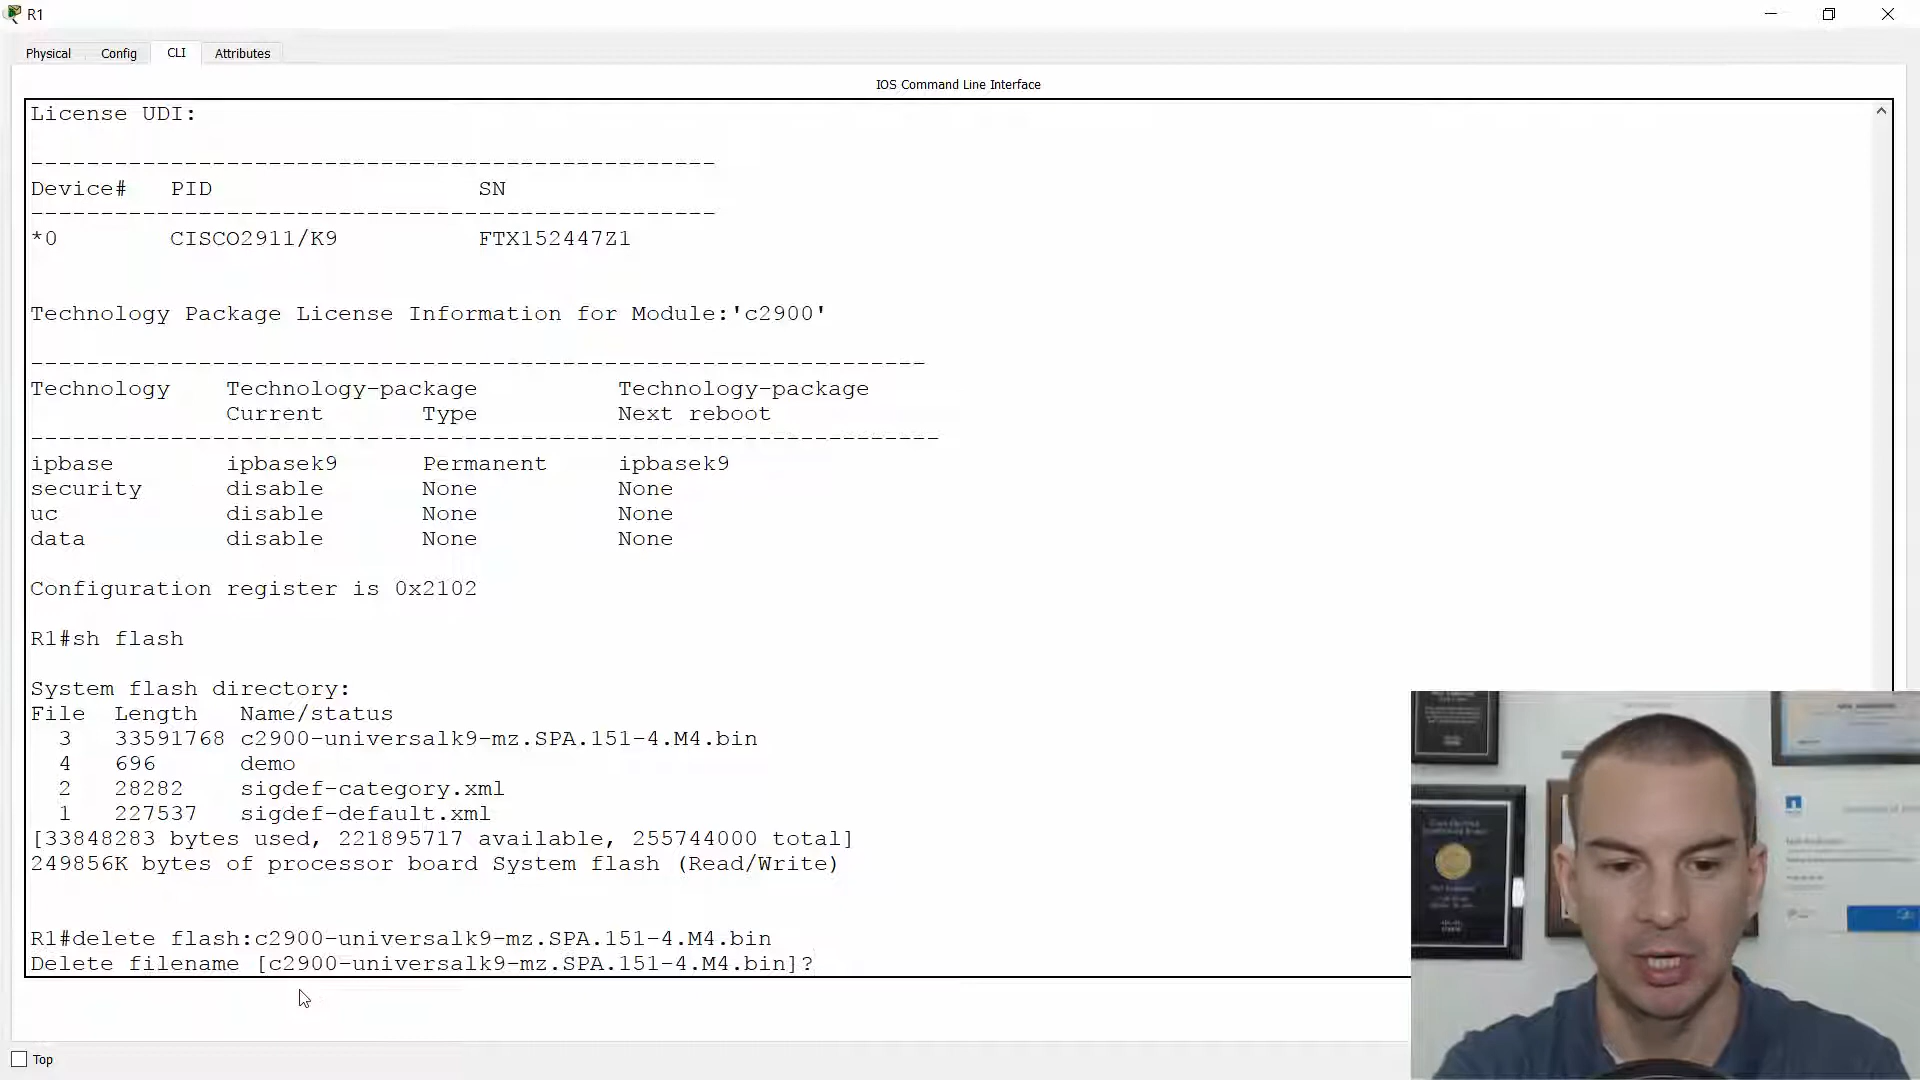 R1
Physical Config CLI Attributes
IOS Command Line Interface
License UDI:
-------------------------------------------------
Device# PID SN
-------------------------------------------------
*0 CISCO2911/K9 FTX152447Z1
Technology Package License Information for Module:'c2900'
----------------------------------------------------------------
Technology Technology-package Technology-package
Current Type Next reboot
-----------------------------------------------------------------
ipbase ipbasek9 Permanent ipbasek9
security disable None None
uc disable None None
data disable None None
Configuration register is 0x2102
R1#sh flash
System flash directory:
File Length Name/status
3 33591768 c2900-universalk9-mz.SPA.151-4.M4.bin
4 696 demo
2 28282 sigdef-category.xml
1 227537 sigdef-default.xml
[33848283 bytes used, 221895717 available, 255744000 total]
249856K bytes of processor board System flash (Read/Write)
R1#delete flash:c2900-universalk9-mz.SPA.151-4.M4.bin
Delete filename [c2900-universalk9-mz.SPA.151-4.M4.bin]?
Top